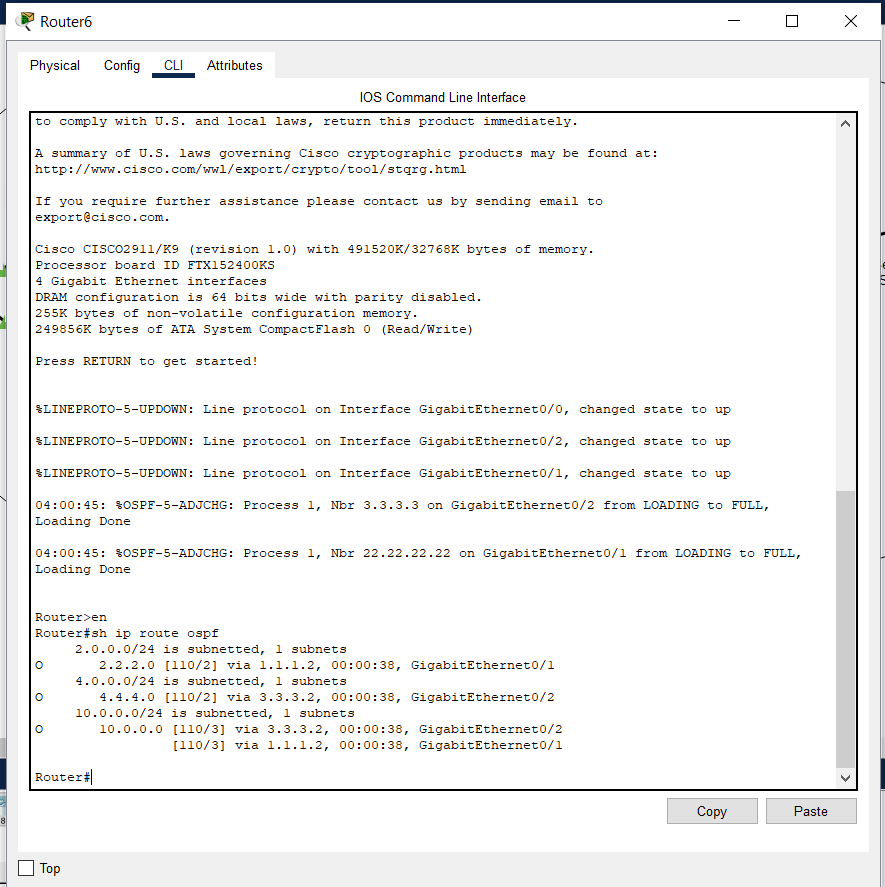 Router6
Physical Config CLI Attributes
IOS Command Line Interface
to comply with U.S. and local laws, return this product immediately.
A summary of U.S. laws governing Cisco cryptographic products may be found at:
http://www.cisco.com/wwl/export/crypto/tool/stqrg.html
If you require further assistance please contact us by sending email to
export@cisco.com.
Cisco CISCO2911/K9 (revision 1.0) with 491520K/32768K bytes of memory.
Processor board ID FTX152400KS
4 Gigabit Ethernet interfaces
DRAM configuration is 64 bits wide with parity disabled.
255K bytes of non-volatile configuration memory.
249856K bytes of ATA System CompactFlash 0 (Read/Write)
Press RETURN to get started!
%LINEPROTO-5-UPDOWN: Line protocol on Interface GigabitEthernet0/0, changed state to up
%LINEPROTO-5-UPDOWN: Line protocol on Interface GigabitEthernet0/2, changed state to up
%LINEPROTO-5-UPDOWN: Line protocol on Interface GigabitEthernet0/1, changed state to up
04:00:45: %OSPF-5-ADJCHG: Process 1, Nbr 3.3.3.3 on GigabitEthernet0/2 from LOADING to FULL,
Loading Done
04:00:45: %OSPF-5-ADJCHG: Process 1, Nbr 22.22.22.22 on GigabitEthernet0/1 from LOADING to FULL,
Loading Done
Router>en
Router#sh ip route ospf
2.0.0.0/24 is subnetted, 1 subnets
O 2.2.2.0 [110/2] via 1.1.1.2, 00:00:38, GigabitEthernet0/1
4.0.0.0/24 is subnetted, 1 subnets
O 4.4.4.0 [110/2] via 3.3.3.2, 00:00:38, GigabitEthernet0/2
10.0.0.0/24 is subnetted, 1 subnets
O 10.0.0.0 [110/3] via 3.3.3.2, 00:00:38, GigabitEthernet0/2
[110/3] via 1.1.1.2, 00:00:38, GigabitEthernet0/1
Router#
Copy Paste
Top